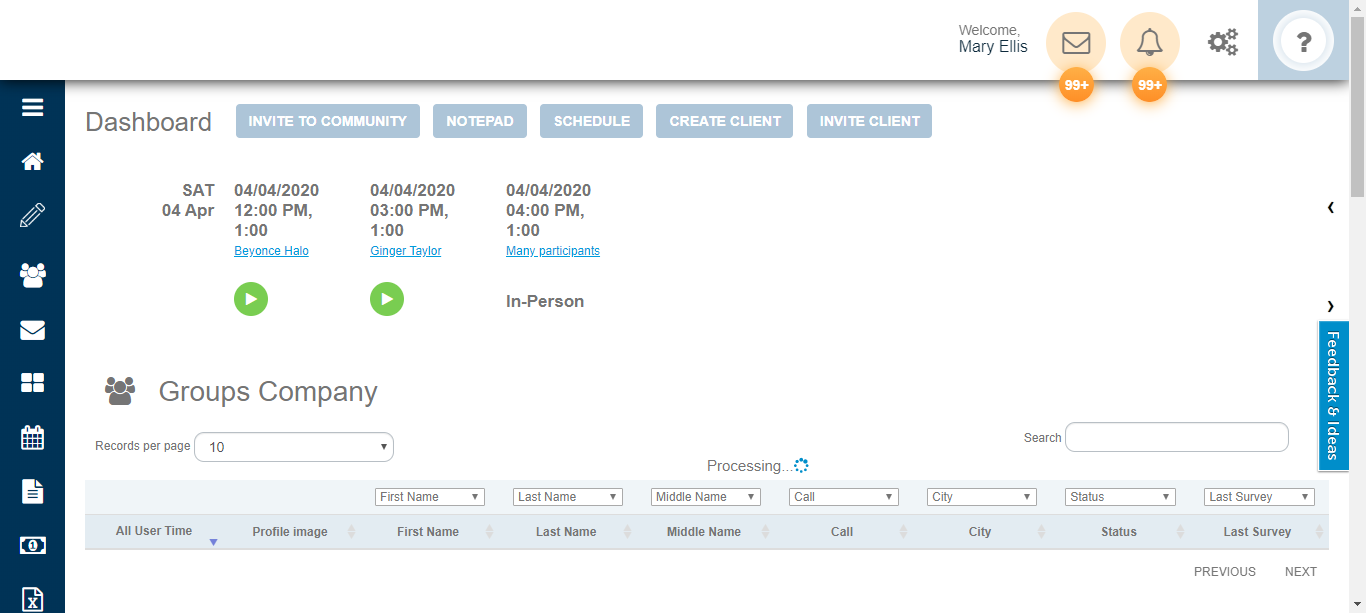 Welcome,
Mary Ellis
?
99+
99+
Dashboard
INVITE TO COMMUNITY
NOTEPAD
SCHEDULE
CREATE CLIENT
INVITE CLIENT
SAT
04 Apr
04/04/2020
12:00 PM,
1:00
Beyonce Halo
04/04/2020
03:00 PM,
1:00
Ginger Taylor
04/04/2020
04:00 PM,
1:00
Many participants
In-Person
Feedback & Ideas
Groups Company
Records per page 10
Search
Processing...
First Name Last Name Middle Name Call City Status Last Survey
All User Time Profile image First Name Last Name Middle Name Call City Status Last Survey
PREVIOUS NEXT